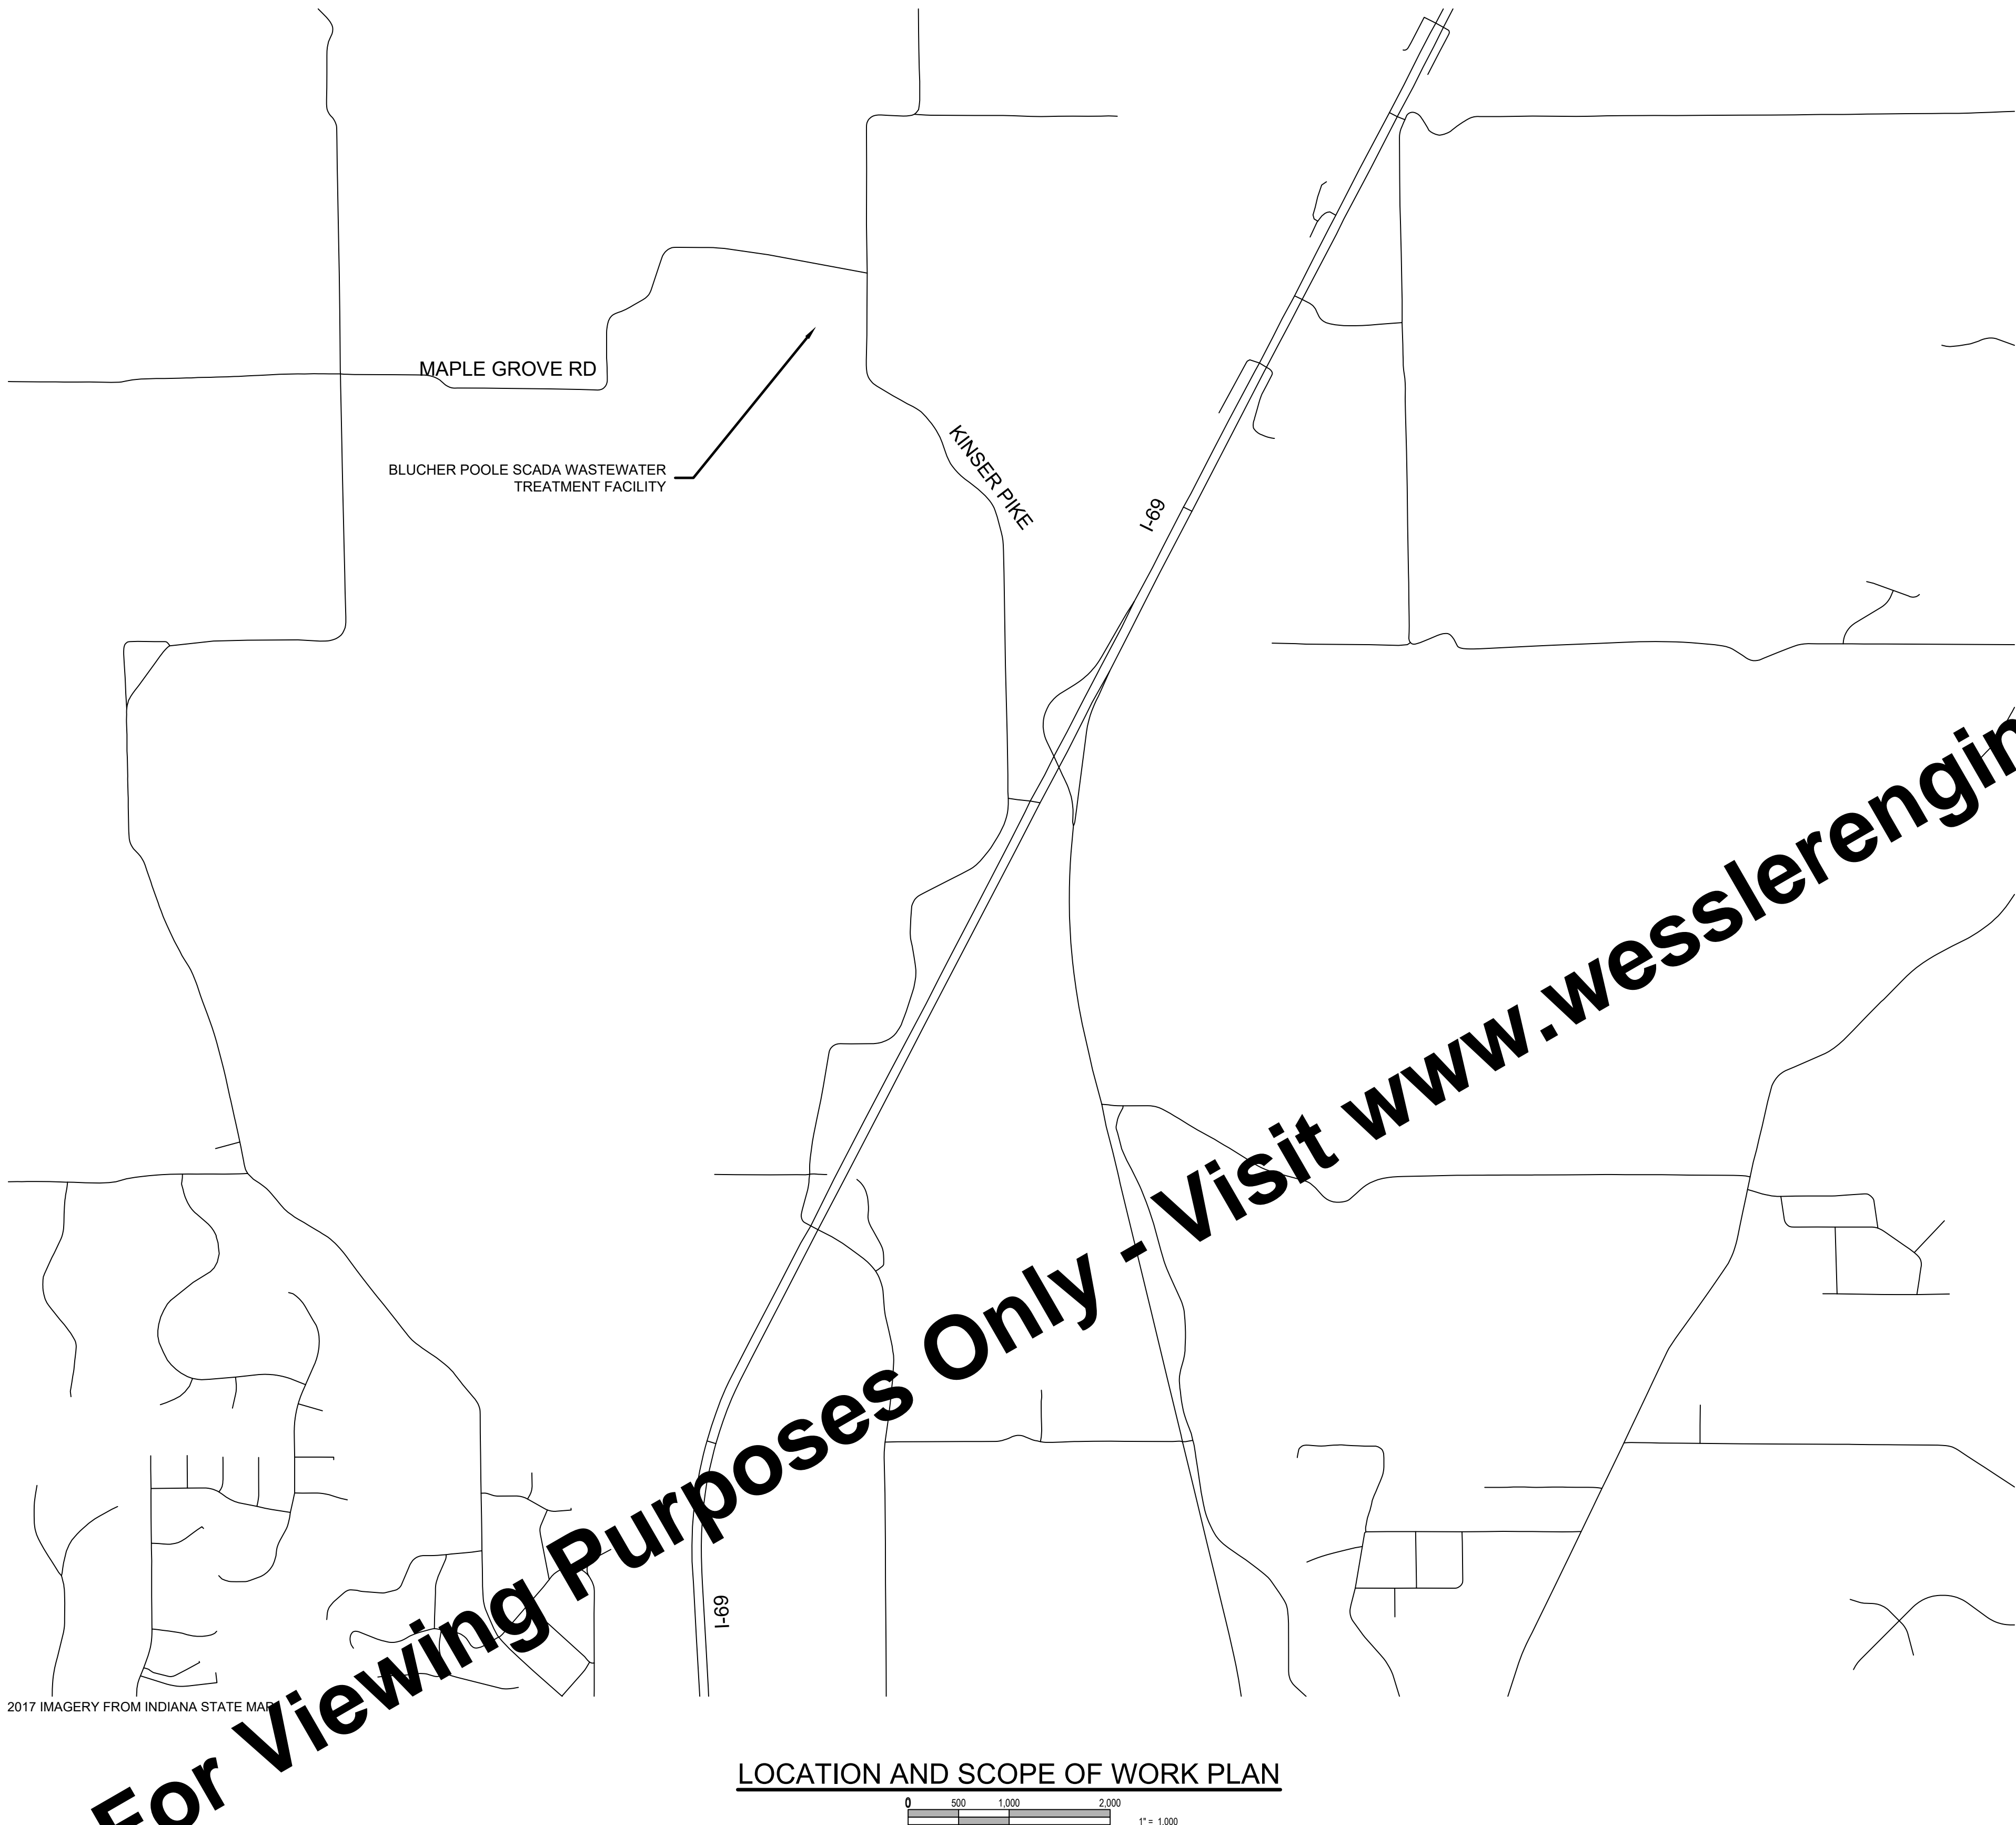 MAPLE GROVE RD
BLUCHER POOLE SCADA WASTEWATER
TREATMENT FACILITY
KINSER PIKE
I-69
I-69
For Viewing Purposes Only - Visit www.wesslerengin
2017 IMAGERY FROM INDIANA STATE MAP
LOCATION AND SCOPE OF WORK PLAN
0 500 1,000 2,000
1" = 1,000